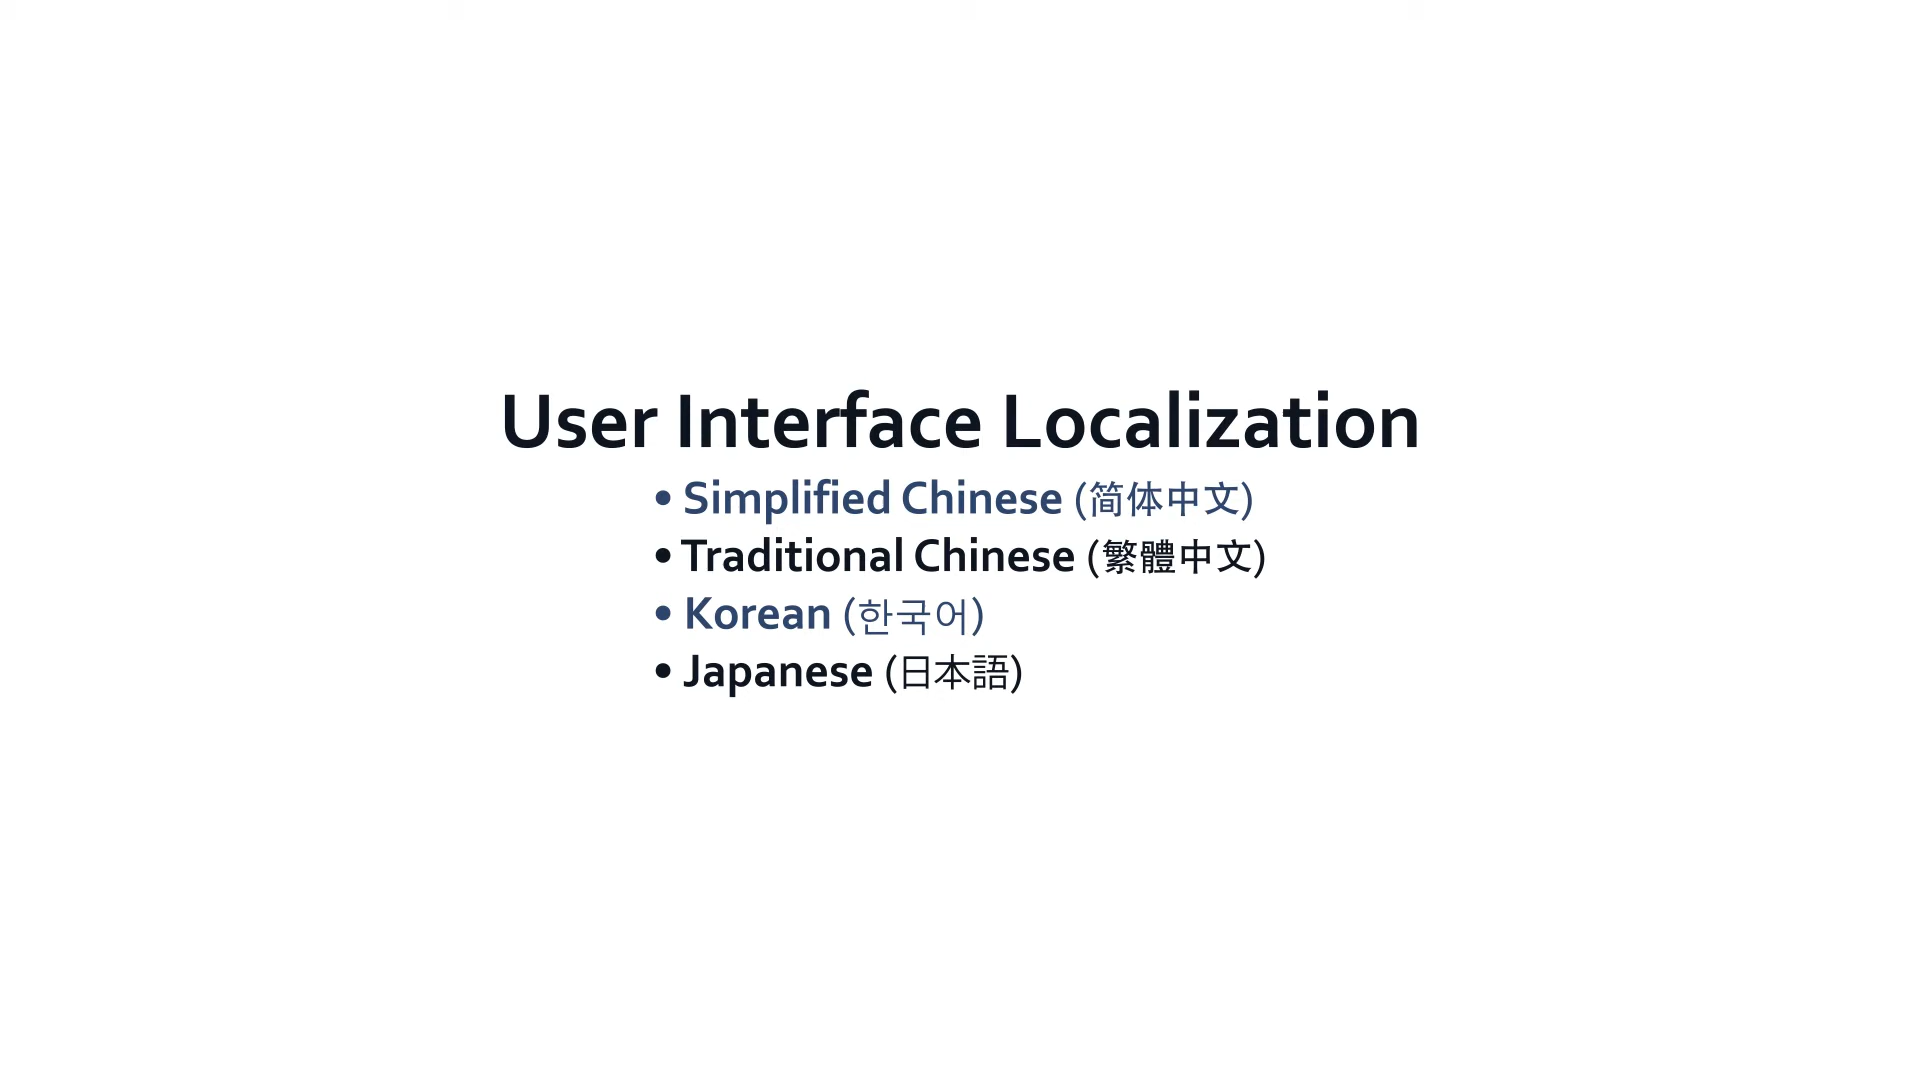 User Interface Localization
• Simplified Chinese (简体中文)
• Traditional Chinese (繁體中文)
• Korean (한국어)
• Japanese (日本語)